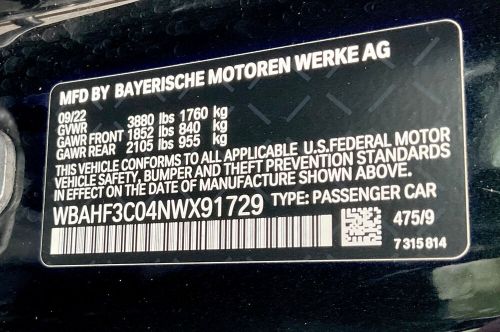 MFD BY BAYERISCHE MOTOREN WERKE AG
09/22
GVWR 3880 lbs 1760 kg
GAWR FRONT 1852 lbs 840 kg
GAWR REAR 2105 lbs 955 kg
THIS VEHICLE CONFORMS TO ALL APPLICABLE U.S.FEDERAL MOTOR
VEHICLE SAFETY, BUMPER AND THEFT PREVENTION STANDARDS
IN EFFECT ON THE DATE OF MANUFACTURE SHOWN ABOVE.
WBAHF3C04NWX91729 TYPE: PASSENGER CAR
475/9
7 315 814